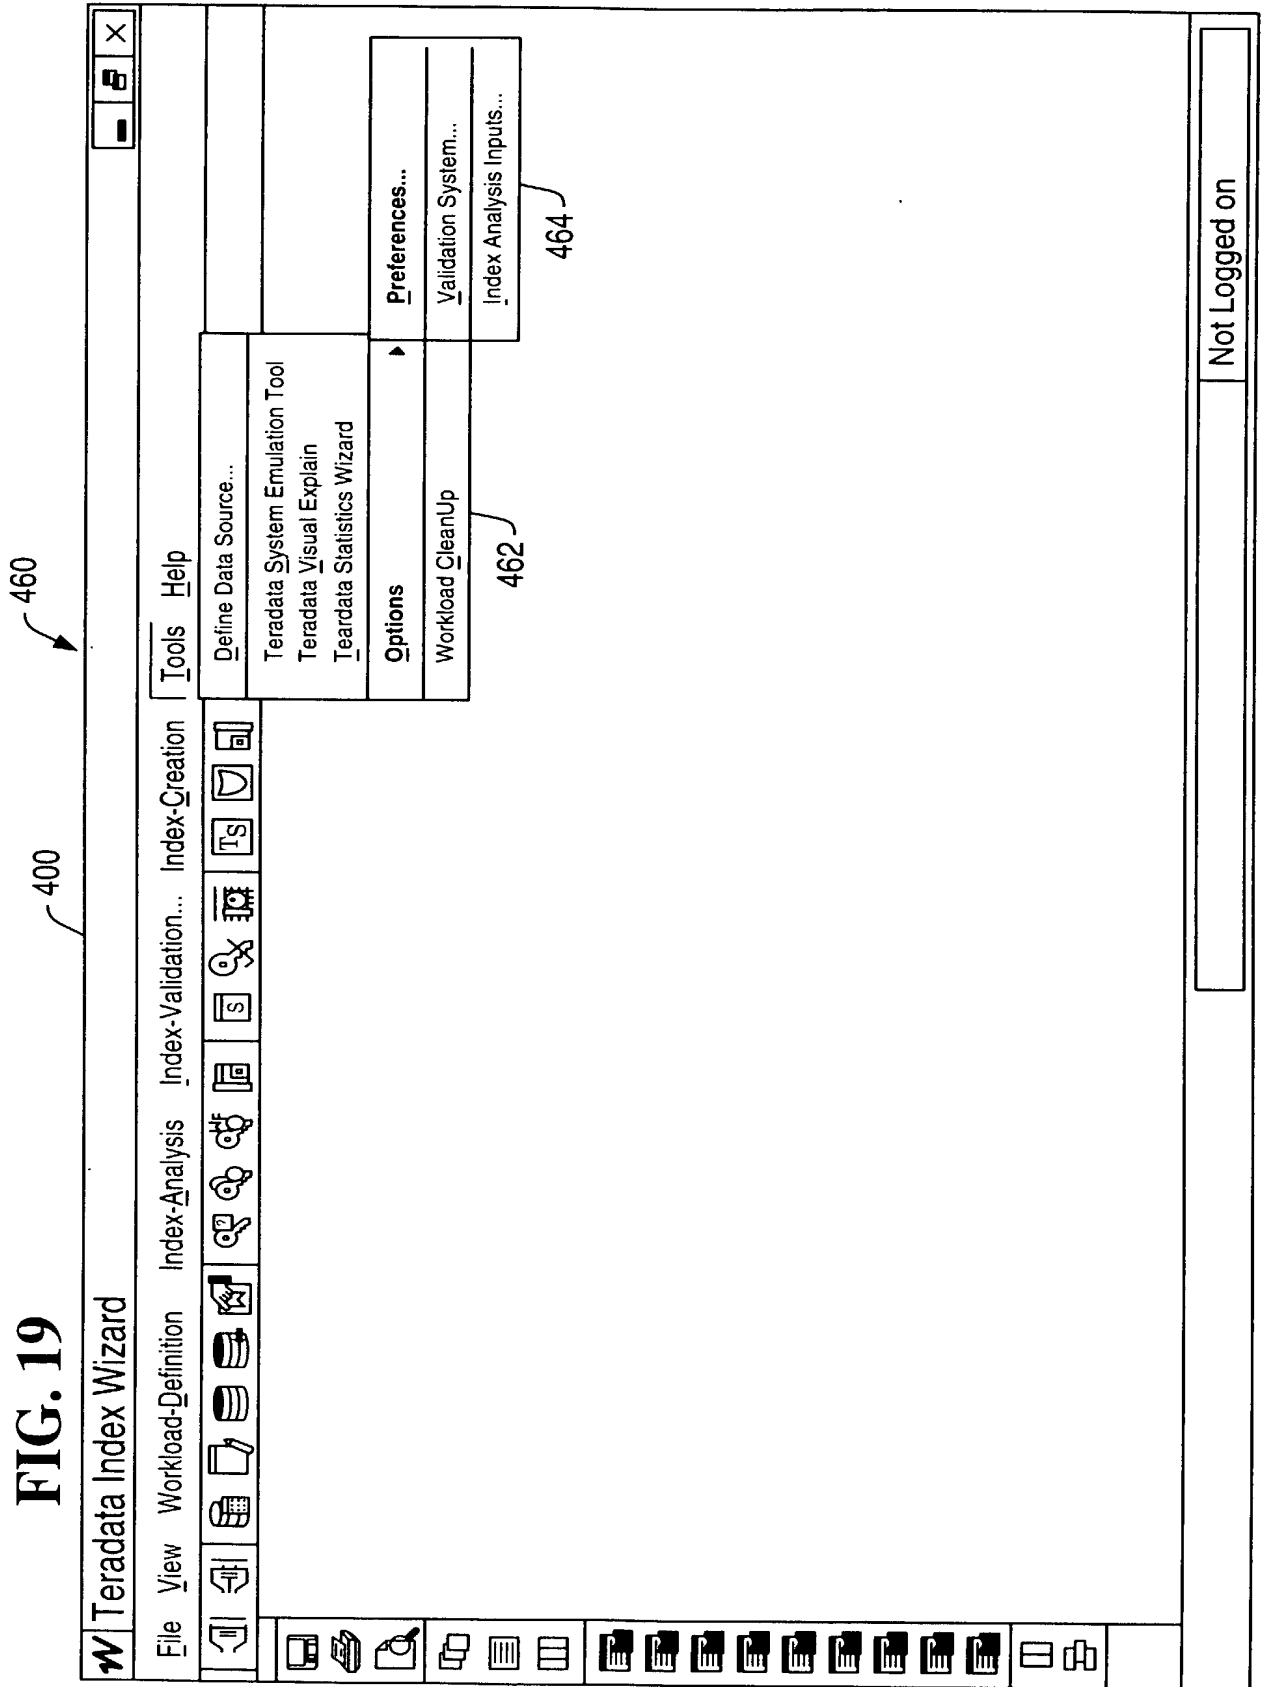 FIG. 19
400
460
W Teradata Index Wizard
File View Workload-Definition Index-Analysis Index-Validation... Index-Creation Tools Help
WF
S
TS
Define Data Source...
Teradata System Emulation Tool
Teradata Visual Explain
Teardata Statistics Wizard
Options
Preferences...
Workload CleanUp
Validation System...
Index Analysis Inputs...
462
464
Not Logged on